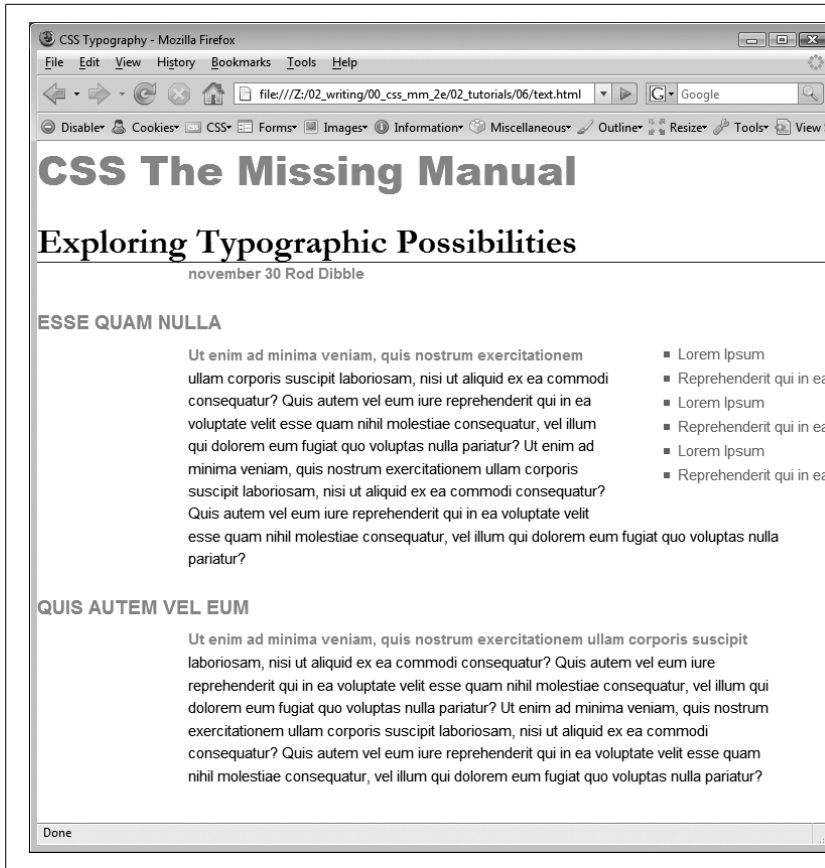 CSS Typography - Mozilla Firefox
File Edit View History Bookmarks Tools Help
file:///Z:/02_writing/00_css_mm_2e/02_tutorials/06/text.html G Google
Disable Cookies CSS Forms Images Information Miscellaneous Outline Resize Tools View
CSS The Missing Manual
Exploring Typographic Possibilities
november 30 Rod Dibble
ESSE QUAM NULLA
Ut enim ad minima veniam, quis nostrum exercitationem
ullam corporis suscipit laboriosam, nisi ut aliquid ex ea commodi
consequatur? Quis autem vel eum iure reprehenderit qui in ea
voluptate velit esse quam nihil molestiae consequatur, vel illum
qui dolorem eum fugiat quo voluptas nulla pariatur? Ut enim ad
minima veniam, quis nostrum exercitationem ullam corporis
suscipit laboriosam, nisi ut aliquid ex ea commodi consequatur?
Quis autem vel eum iure reprehenderit qui in ea voluptate velit
esse quam nihil molestiae consequatur, vel illum qui dolorem eum fugiat quo voluptas nulla
pariatur?
Lorem Ipsum
Reprehenderit qui in ea
Lorem Ipsum
Reprehenderit qui in ea
Lorem Ipsum
Reprehenderit qui in ea
QUIS AUTEM VEL EUM
Ut enim ad minima veniam, quis nostrum exercitationem ullam corporis suscipit
laboriosam, nisi ut aliquid ex ea commodi consequatur? Quis autem vel eum iure
reprehenderit qui in ea voluptate velit esse quam nihil molestiae consequatur, vel illum qui
dolorem eum fugiat quo voluptas nulla pariatur? Ut enim ad minima veniam, quis nostrum
exercitationem ullam corporis suscipit laboriosam, nisi ut aliquid ex ea commodi
consequatur? Quis autem vel eum iure reprehenderit qui in ea voluptate velit esse quam
nihil molestiae consequatur, vel illum qui dolorem eum fugiat quo voluptas nulla pariatur?
Done